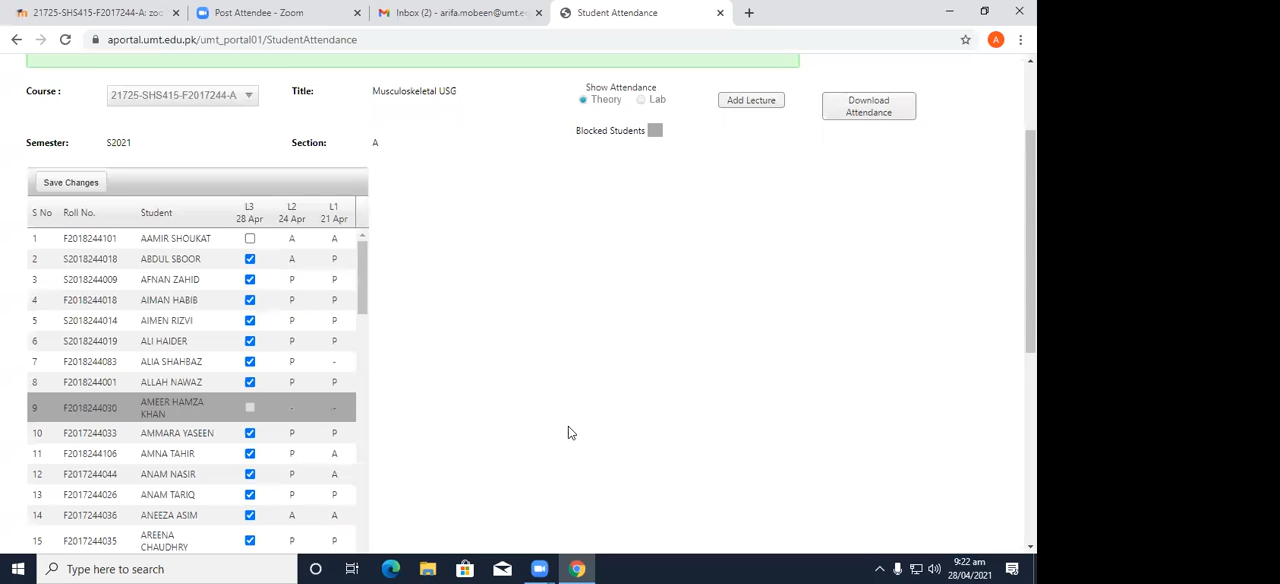 21725-SHS415-F2017244-A: zoo
Post Attendee - Zoom
Inbox (2) - arifa.mobeen@umt.e
Student Attendance
aportal.umt.edu.pk/umt_portal01/StudentAttendance
A
Course :
21725-SHS415-F2017244-A
Title:
Musculoskeletal USG
Show Attendance
Theory Lab
Add Lecture
Download Attendance
Blocked Students
Semester:
S2021
Section:
A
Save Changes
S No Roll No. Student L3 28 Apr L2 24 Apr L1 21 Apr
1 F2018244101 AAMIR SHOUKAT A A
2 S2018244018 ABDUL SBOOR A P
3 S2018244009 AFNAN ZAHID P P
4 F2018244018 AIMAN HABIB P P
5 S2018244014 AIMEN RIZVI P P
6 S2018244019 ALI HAIDER P P
7 F2018244083 ALIA SHAHBAZ P -
8 F2018244001 ALLAH NAWAZ P P
9 F2018244030 AMEER HAMZA KHAN - -
10 F2017244033 AMMARA YASEEN P P
11 F2018244106 AMNA TAHIR P A
12 F2017244044 ANAM NASIR P A
13 F2017244026 ANAM TARIQ P P
14 F2017244036 ANEEZA ASIM A A
15 F2017244035 AREENA CHAUDHRY P P
Type here to search
9:22 am
28/04/2021